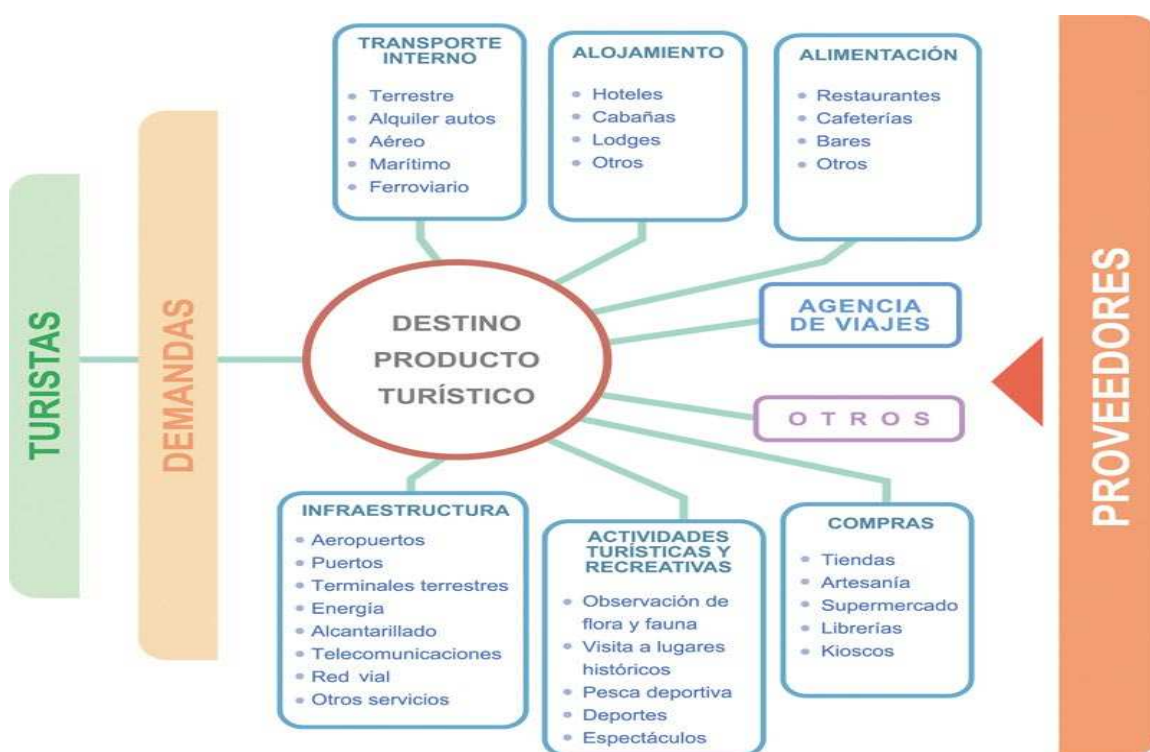 TURISTAS
DEMANDAS
TRANSPORTE
INTERNO
Terrestre
Alquiler autos
Aéreo
Marítimo
Ferroviario
ALOJAMIENTO
Hoteles
Cabañas
Lodges
Otros
ALIMENTACIÓN
Restaurantes
Cafeterías
Bares
Otros
DESTINO
PRODUCTO
TURÍSTICO
AGENCIA
DE VIAJES
OTROS
INFRAESTRUCTURA
Aeropuertos
Puertos
Terminales terrestres
Energía
Alcantarillado
Telecomunicaciones
Red vial
Otros servicios
ACTIVIDADES
TURÍSTICAS Y
RECREATIVAS
Observación de
flora y fauna
Visita a lugares
históricos
Pesca deportiva
Deportes
Espectáculos
COMPRAS
Tiendas
Artesanía
Supermercado
Librerías
Kioscos
PROVEEDORES